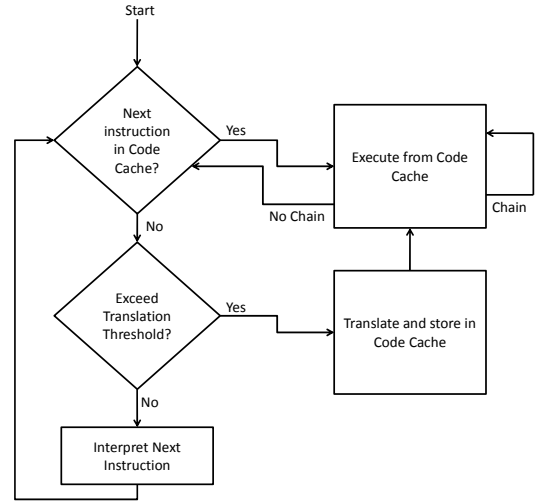 Start
Next
instruction
in Code
Cache?
Yes
Execute from Code
Cache
No Chain
Chain
No
Exceed
Translation
Threshold?
Yes
Translate and store in
Code Cache
No
Interpret Next
Instruction